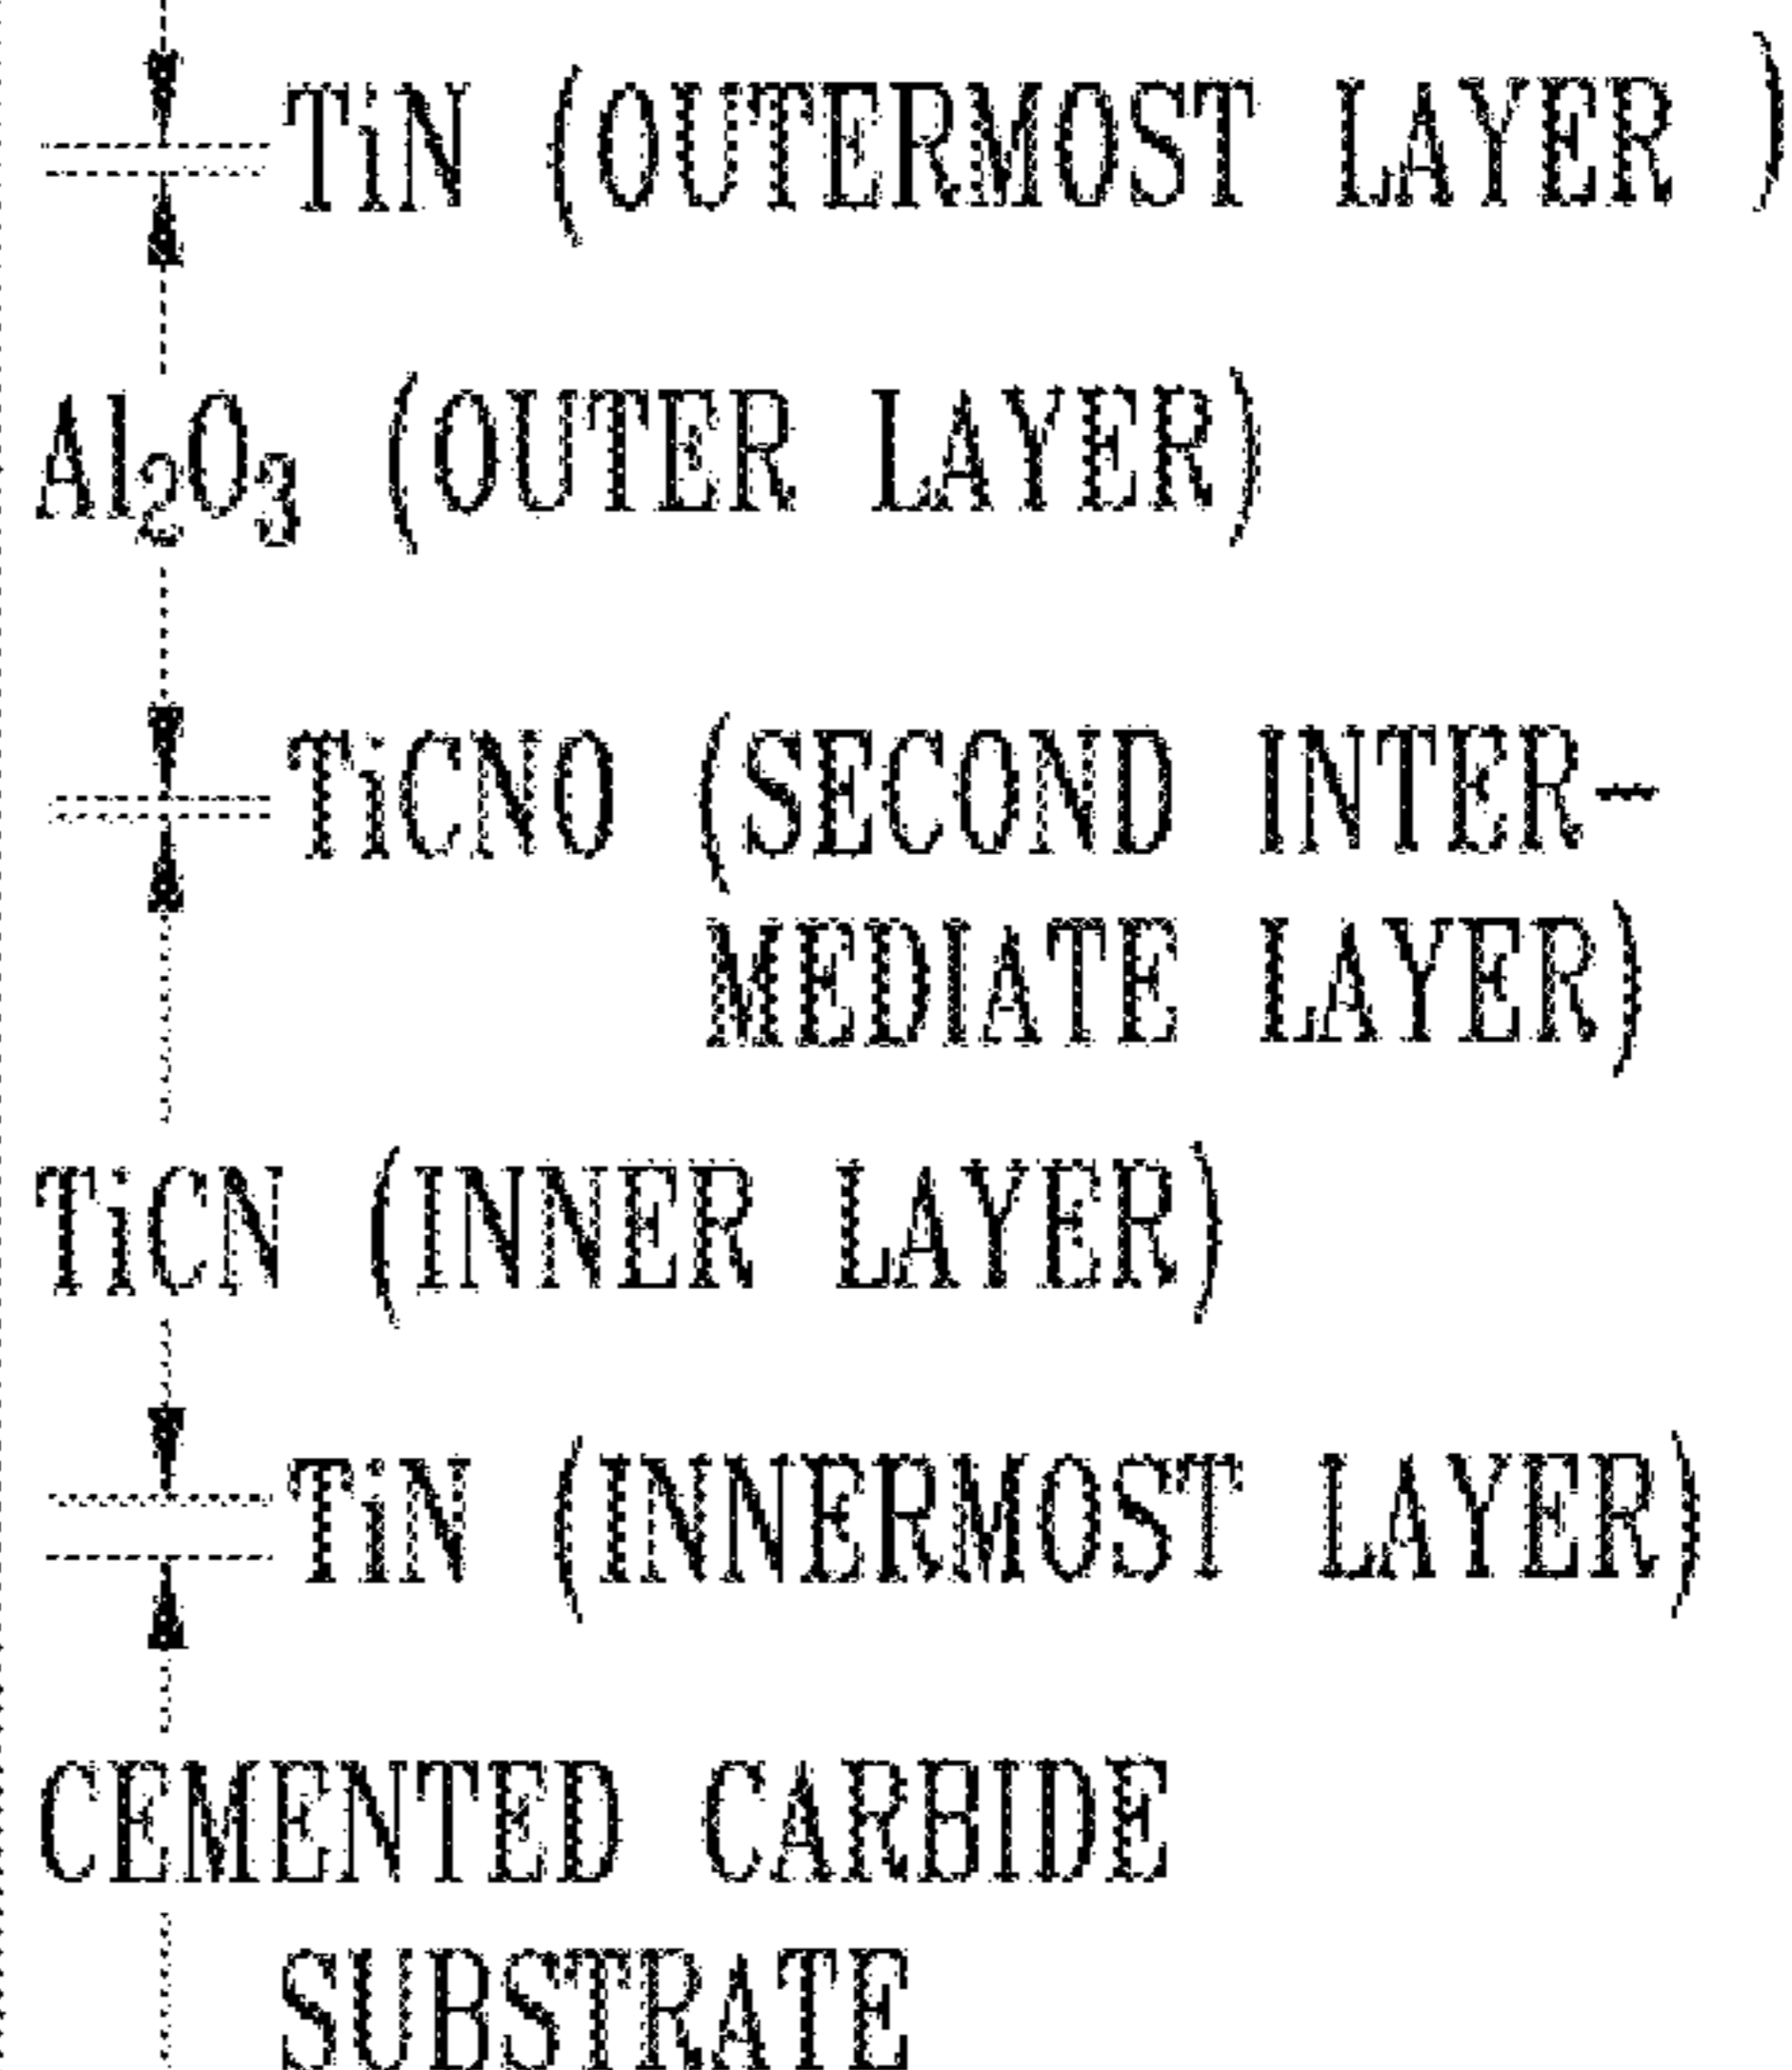 TiN (OUTERMOST LAYER )
Al₂O₃ (OUTER LAYER)
TiCNO (SECOND INTER-
MEDIATE LAYER)
TiCN (INNER LAYER)
TiN (INNERMOST LAYER)
CEMENTED CARBIDE
SUBSTRATE